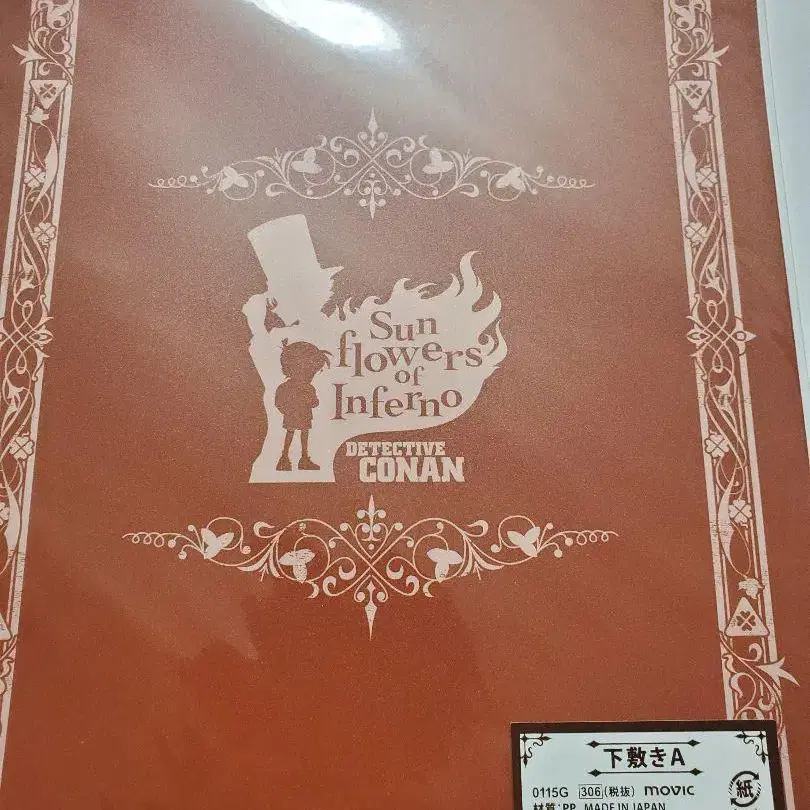 Sun
flowers
of
Inferno
DETECTIVE
CONAN
下敷きA
0115G 306(税抜) movic
材質:PP MADE IN JAPAN
紙